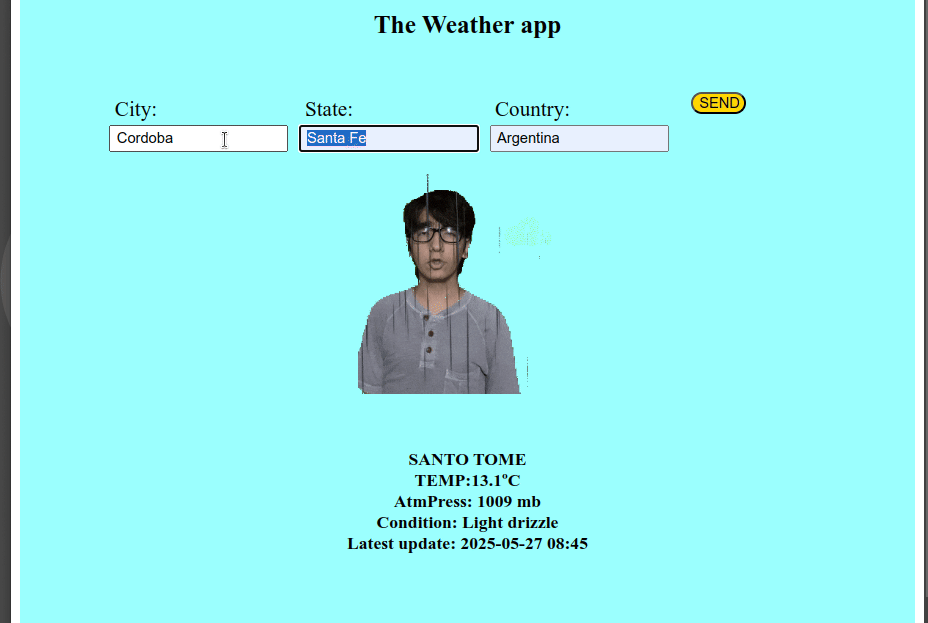 The Weather app
City:
State:
Country:
SEND
Cordoba
Santa Fe
Argentina
SANTO TOME
TEMP:13.1ºC
AtmPress: 1009 mb
Condition: Light drizzle
Latest update: 2025-05-27 08:45